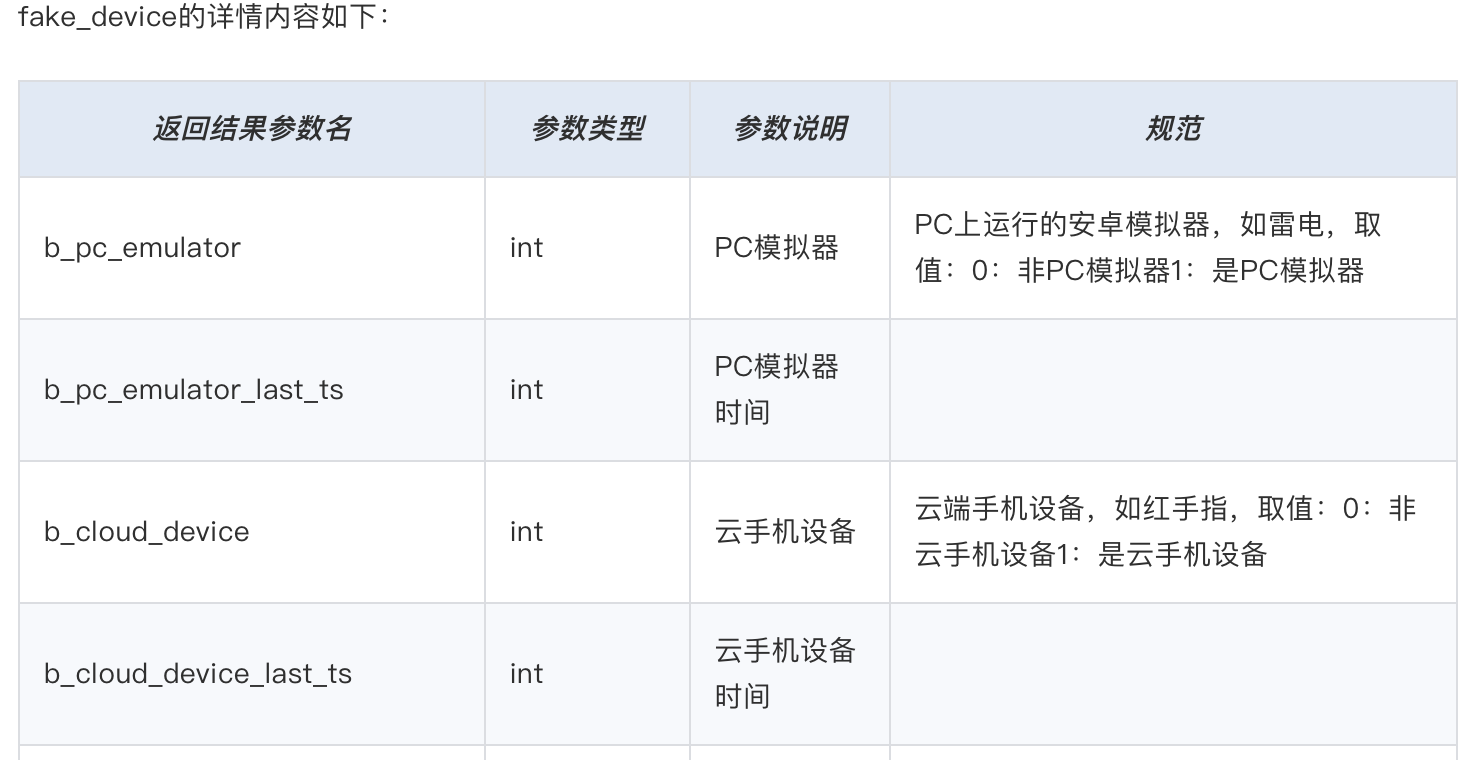 fake_device的详情内容如下：
返回结果参数名 参数类型 参数说明 规范
b_pc_emulator int PC模拟器 PC上运行的安卓模拟器，如雷电，取
值：0：非PC模拟器1：是PC模拟器
b_pc_emulator_last_ts int PC模拟器
时间
b_cloud_device int 云手机设备 云端手机设备，如红手指，取值：0：非
云手机设备1：是云手机设备
b_cloud_device_last_ts int 云手机设备
时间